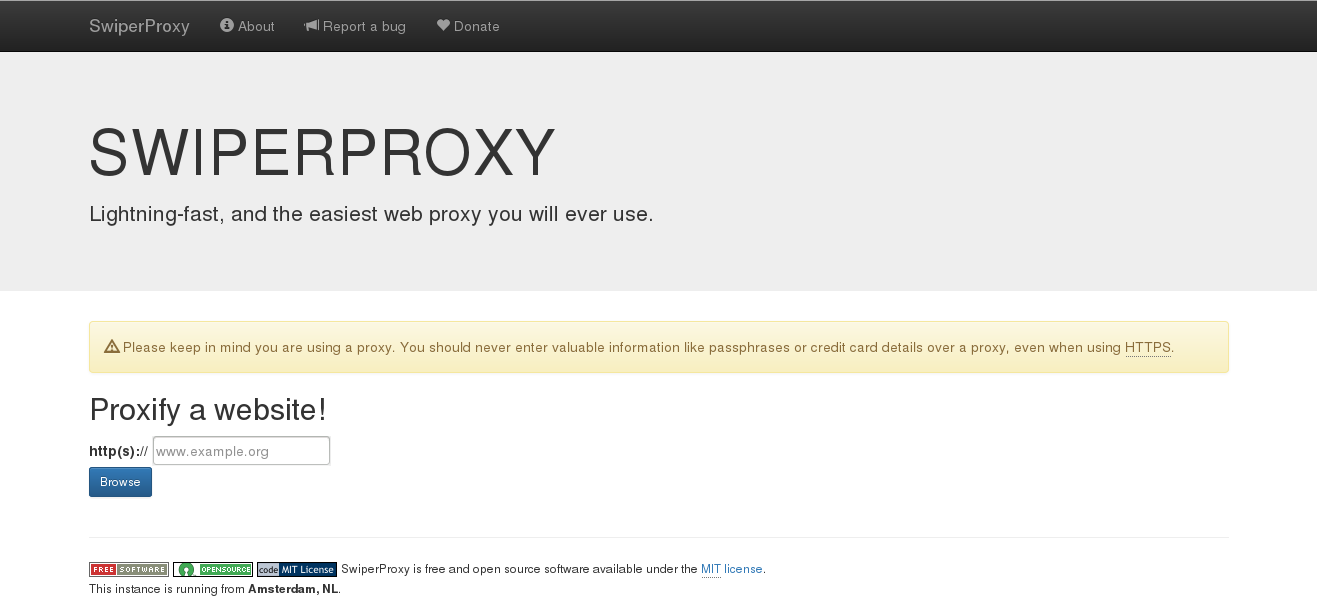 SwiperProxy About Report a bug Donate
SWIPERPROXY
Lightning-fast, and the easiest web proxy you will ever use.
Please keep in mind you are using a proxy. You should never enter valuable information like passphrases or credit card details over a proxy, even when using HTTPS.
Proxify a website!
http(s):// www.example.org
Browse
FREE SOFTWARE OPENSOURCE code MIT License SwiperProxy is free and open source software available under the MIT license.
This instance is running from Amsterdam, NL.